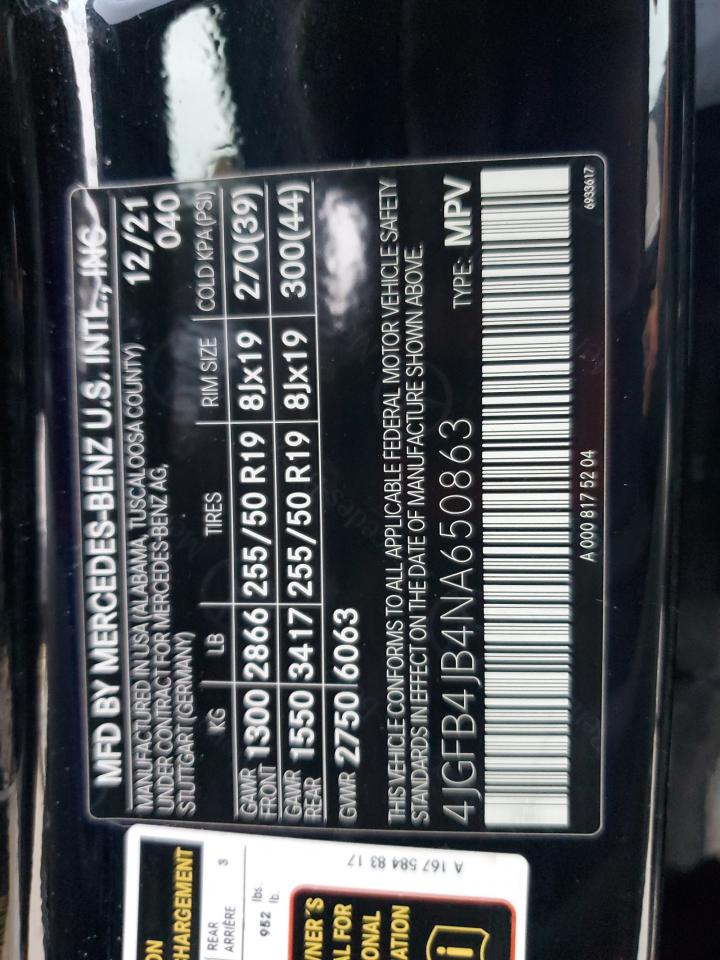 MFD BY MERCEDES-BENZ U.S. INTL., INC
MANUFACTURED IN USA (ALABAMA, TUSCALOOSA COUNTY) 12/21
UNDER CONTRACT FOR MERCEDES-BENZ AG, 040
STUTTGART (GERMANY)
KG LB TIRES RIM SIZE COLD KPA(PSI)
GAWR FRONT 1300 2866 255/50 R19 8Jx19 270(39)
GAWR REAR 1550 3417 255/50 R19 8Jx19 300(44)
GVWR 2750 6063
THIS VEHICLE CONFORMS TO ALL APPLICABLE FEDERAL MOTOR VEHICLE SAFETY
STANDARDS IN EFFECT ON THE DATE OF MANUFACTURE SHOWN ABOVE.
4JGFB4JB4NA650863 TYPE: MPV
A 000 817 52 04 6933617
CHARGEMENT
REAR 3
ARRIÈRE
lbs.
952 lb.
A 167 584 83 17